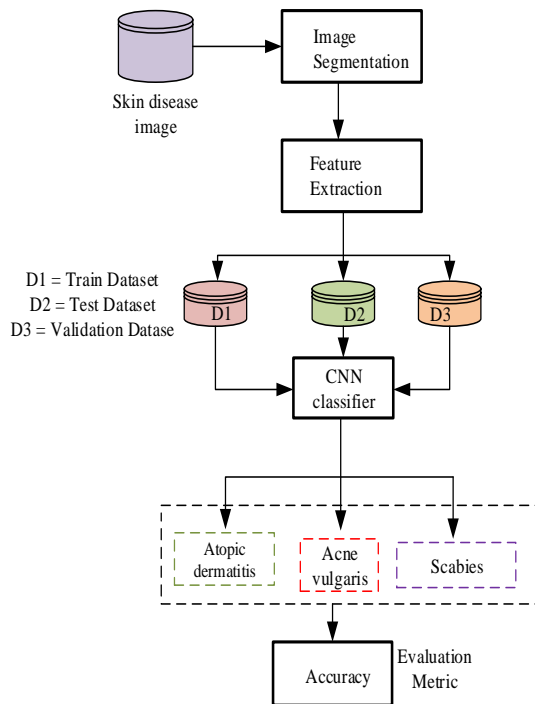 Image
Segmentation
Skin disease
image
Feature
Extraction
D1 = Train Dataset
D2 = Test Dataset
D3 = Validation Datase
D1
D2
D3
CNN
classifier
Atopic
dermatitis
Acne
vulgaris
Scabies
Accuracy
Evaluation
Metric